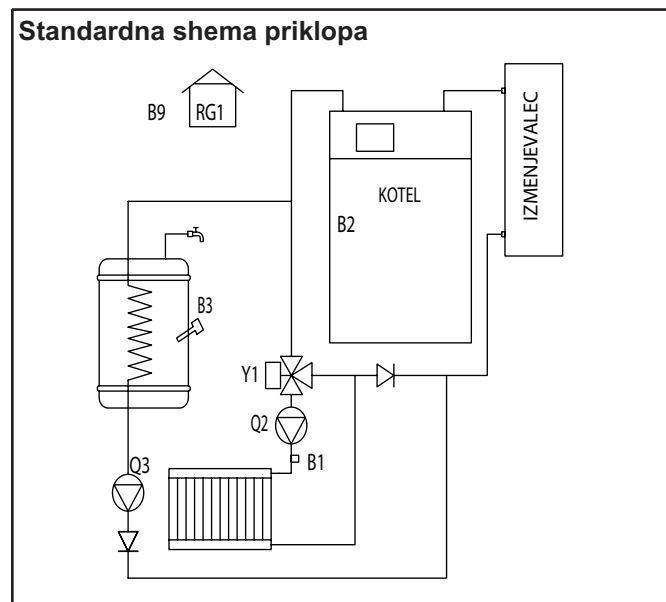 Standardna shema priklopa
B9
RG1
KOTEL
IZMENJEVALEC
B2
B3
Y1
Q2
B1
Q3